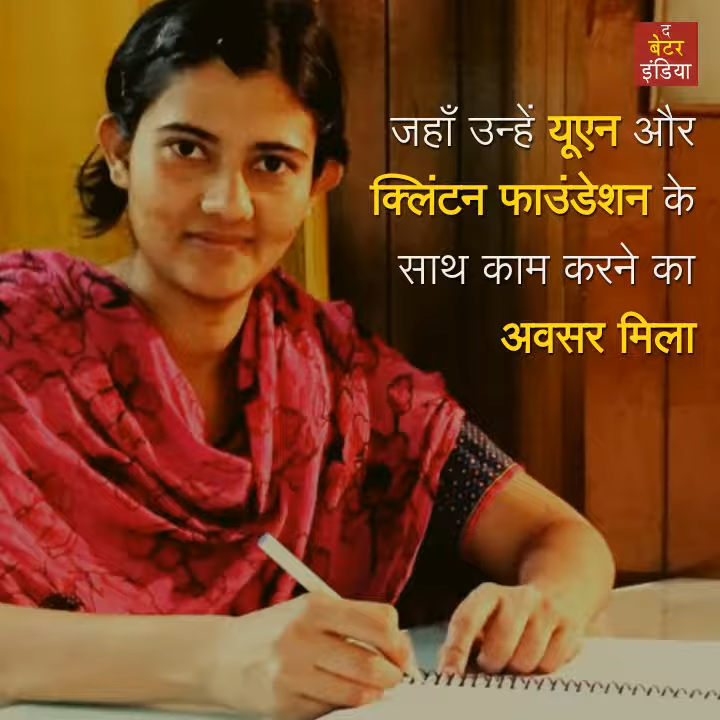 द
बेटर
इंडिया
जहाँ उन्हें यूएन और
क्लिंटन फाउंडेशन के
साथ काम करने का
अवसर मिला